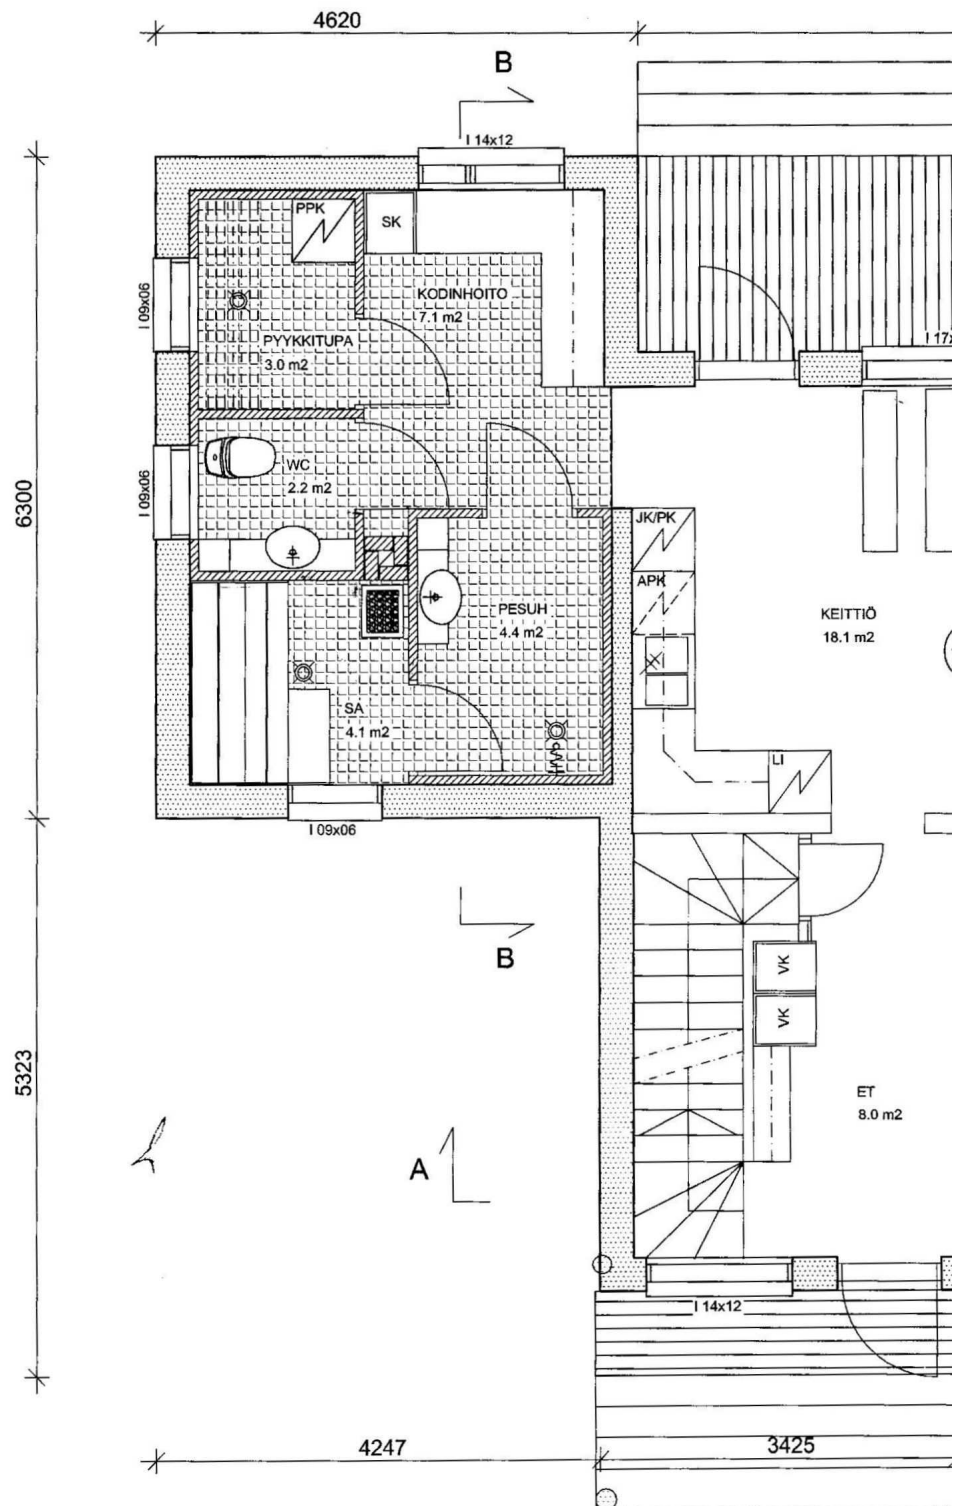 4620
B
I 14x12
PPK
SK
KODINHOITO
7.1 m2
I 09x06
PYYKKITUPA
3.0 m2
I 17x
6300
I 09x06
WC
2.2 m2
JK/PK
APK
PESUH
4.4 m2
KEITTIÖ
18.1 m2
SA
4.1 m2
LI
I 09x06
B
VK
VK
5323
ET
8.0 m2
A
I 14x12
4247
3425